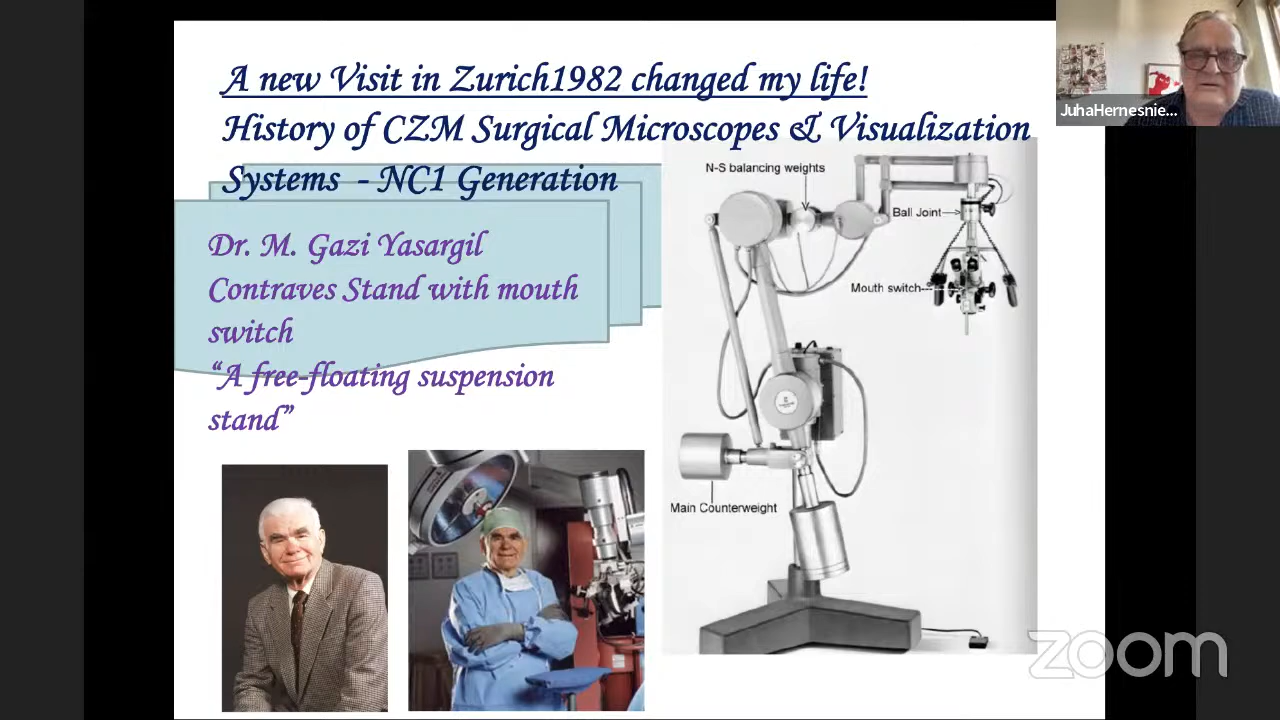 A new Visit in Zurich1982 changed my life!
History of CZM Surgical Microscopes & Visualization
Systems - NC1 Generation
Dr. M. Gazi Yasargil
Contraves Stand with mouth
switch
“A free-floating suspension
stand”
N-S balancing weights
Ball Joint
Mouth switch
Main Counterweight
JuhaHernesnie...
zoom